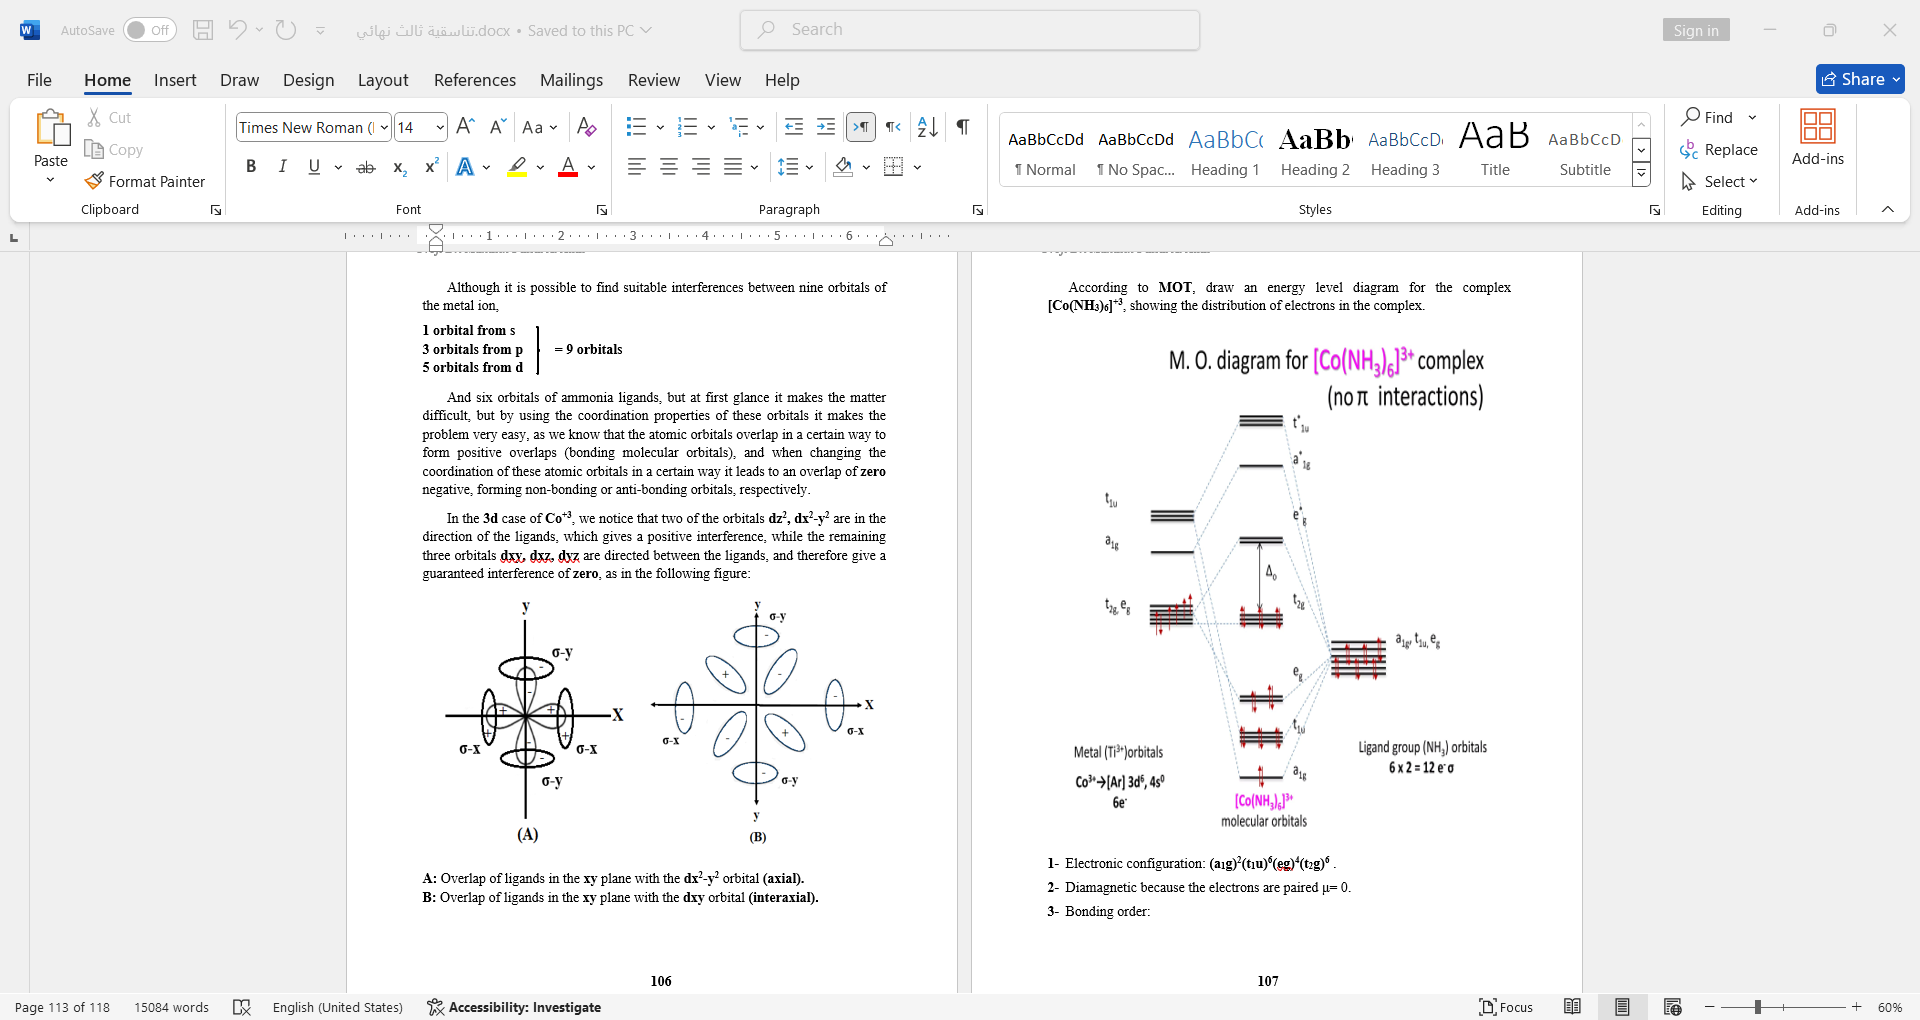 AutoSave Off تناسقية ثالث نهائي.docx • Saved to this PC Search Sign in
File Home Insert Draw Design Layout References Mailings Review View Help Share
Paste
Cut
Copy
Format Painter
Clipboard
Times New Roman ( 14 Aa
B I U ab x₂ x² A A
Font
Paragraph
AaBbCcDd AaBbCcDd AaBbCc AaBb AaBbCcD AaB AaBbCcD
¶ Normal ¶ No Spac... Heading 1 Heading 2 Heading 3 Title Subtitle
Styles
Find
Replace
Select
Editing
Add-ins
Add-ins
1 2 3 4 5 6
Although it is possible to find suitable interferences between nine orbitals of
the metal ion,
1 orbital from s
3 orbitals from p = 9 orbitals
5 orbitals from d
And six orbitals of ammonia ligands, but at first glance it makes the matter
difficult, but by using the coordination properties of these orbitals it makes the
problem very easy, as we know that the atomic orbitals overlap in a certain way to
form positive overlaps (bonding molecular orbitals), and when changing the
coordination of these atomic orbitals in a certain way it leads to an overlap of zero
negative, forming non-bonding or anti-bonding orbitals, respectively.
In the 3d case of Co⁺³, we notice that two of the orbitals dz², dx²-y² are in the
direction of the ligands, which gives a positive interference, while the remaining
three orbitals dxy, dxz, dyz are directed between the ligands, and therefore give a
guaranteed interference of zero, as in the following figure:
y
σ-y
-
-
+ + X
+ +
σ-x - σ-x
-
σ-y
(A)
y
σ-y
-
+ -
- - X
σ-x - + σ-x
- σ-y
y
(B)
A: Overlap of ligands in the xy plane with the dx²-y² orbital (axial).
B: Overlap of ligands in the xy plane with the dxy orbital (interaxial).
106
According to MOT, draw an energy level diagram for the complex
[Co(NH₃)₆]⁺³, showing the distribution of electrons in the complex.
M. O. diagram for [Co(NH₃)₆]³⁺ complex
(no π interactions)
t*₁ᵤ
a*₁g
t₁ᵤ
e*g
a₁g
Δₒ
t₂g, eg t₂g
a₁g, t₁ᵤ, eg
eg
t₁ᵤ
Metal (Ti³⁺)orbitals Ligand group (NH₃) orbitals
a₁g 6 x 2 = 12 e⁻σ
Co³⁺→[Ar] 3d⁶, 4s⁰
6e⁻ [Co(NH₃)₆]³⁺
molecular orbitals
1- Electronic configuration: (a₁g)²(t₁u)⁶(eg)⁴(t₂g)⁶ .
2- Diamagnetic because the electrons are paired μ= 0.
3- Bonding order:
107
Page 113 of 118 15084 words English (United States) Accessibility: Investigate Focus 60%